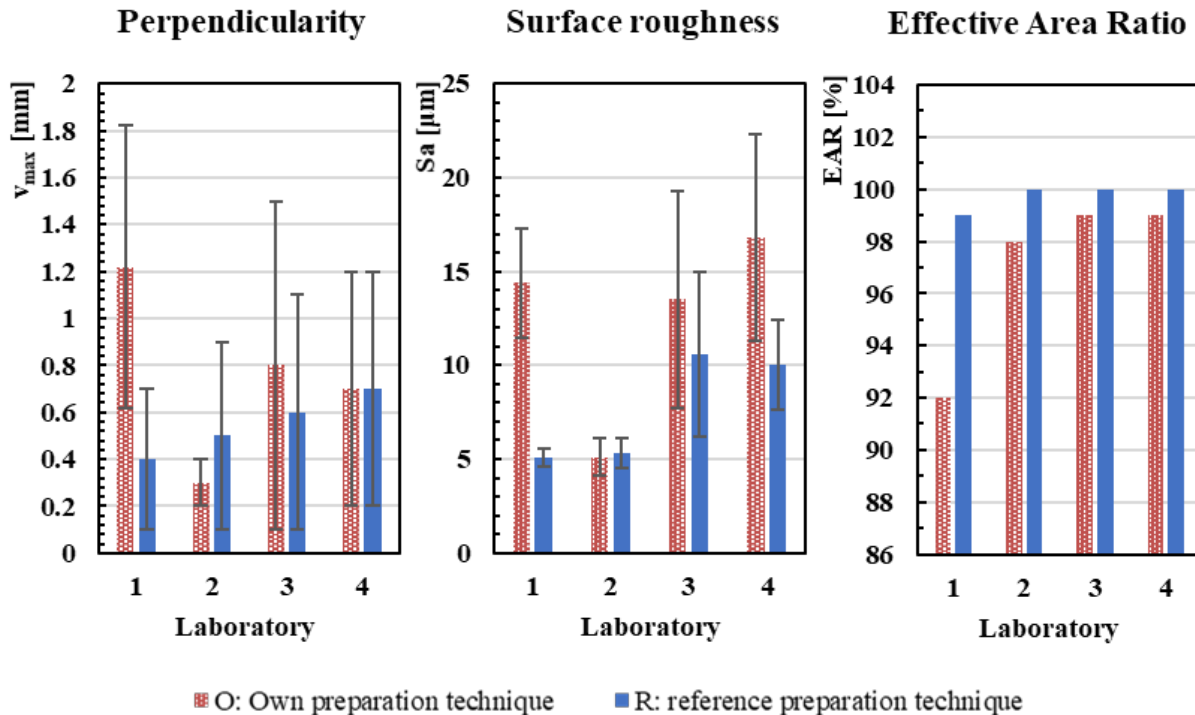 Perpendicularity
v_max [mm]
2
1.8
1.6
1.4
1.2
1
0.8
0.6
0.4
0.2
0
1 2 3 4
Laboratory
Surface roughness
Sa [µm]
25
20
15
10
5
0
1 2 3 4
Laboratory
Effective Area Ratio
EAR [%]
104
102
100
98
96
94
92
90
88
86
1 2 3 4
Laboratory
O: Own preparation technique
R: reference preparation technique